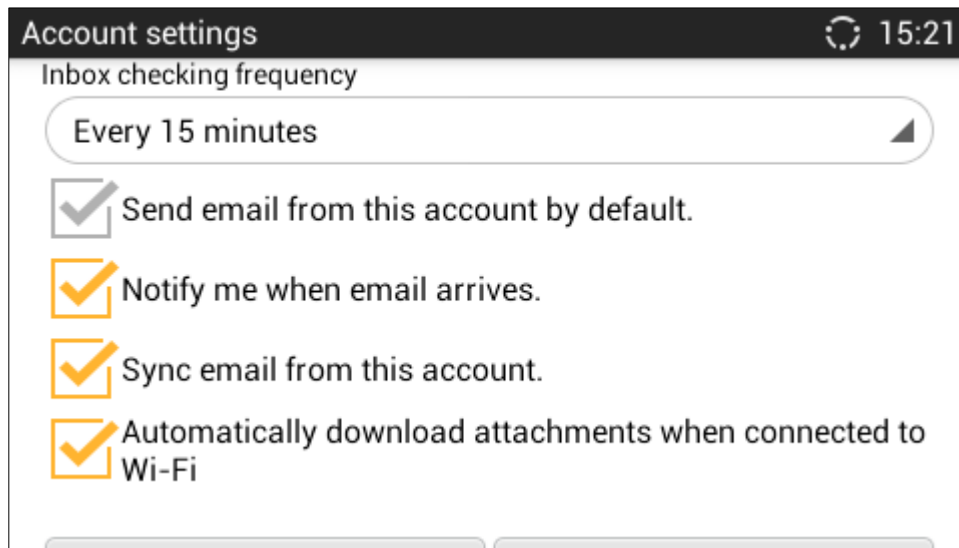 Account settings 15:21
Inbox checking frequency
Every 15 minutes
Send email from this account by default.
Notify me when email arrives.
Sync email from this account.
Automatically download attachments when connected to
Wi-Fi